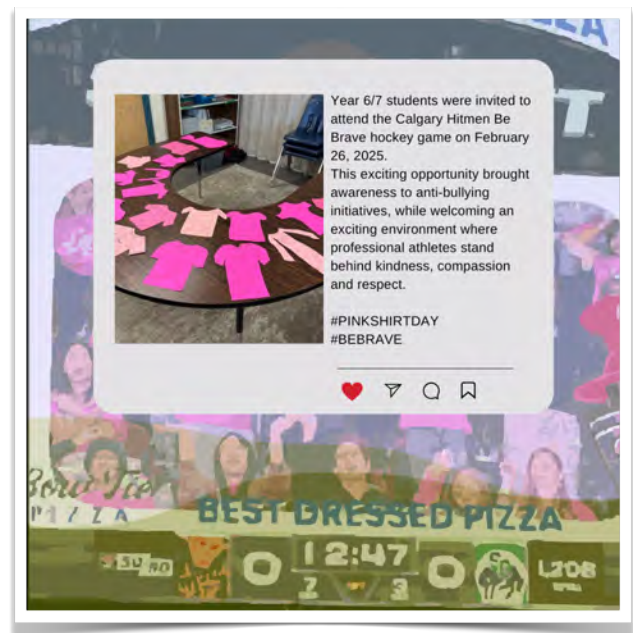 ZZA
Year 6/7 students were invited to
attend the Calgary Hitmen Be
Brave hockey game on February
26, 2025.
This exciting opportunity brought
awareness to anti-bullying
initiatives, while welcoming an
exciting environment where
professional athletes stand
behind kindness, compassion
and respect.
#PINKSHIRTDAY
#BEBRAVE
PIZZA
BEST DRESSED PIZZA
0 12:47 0
2 3